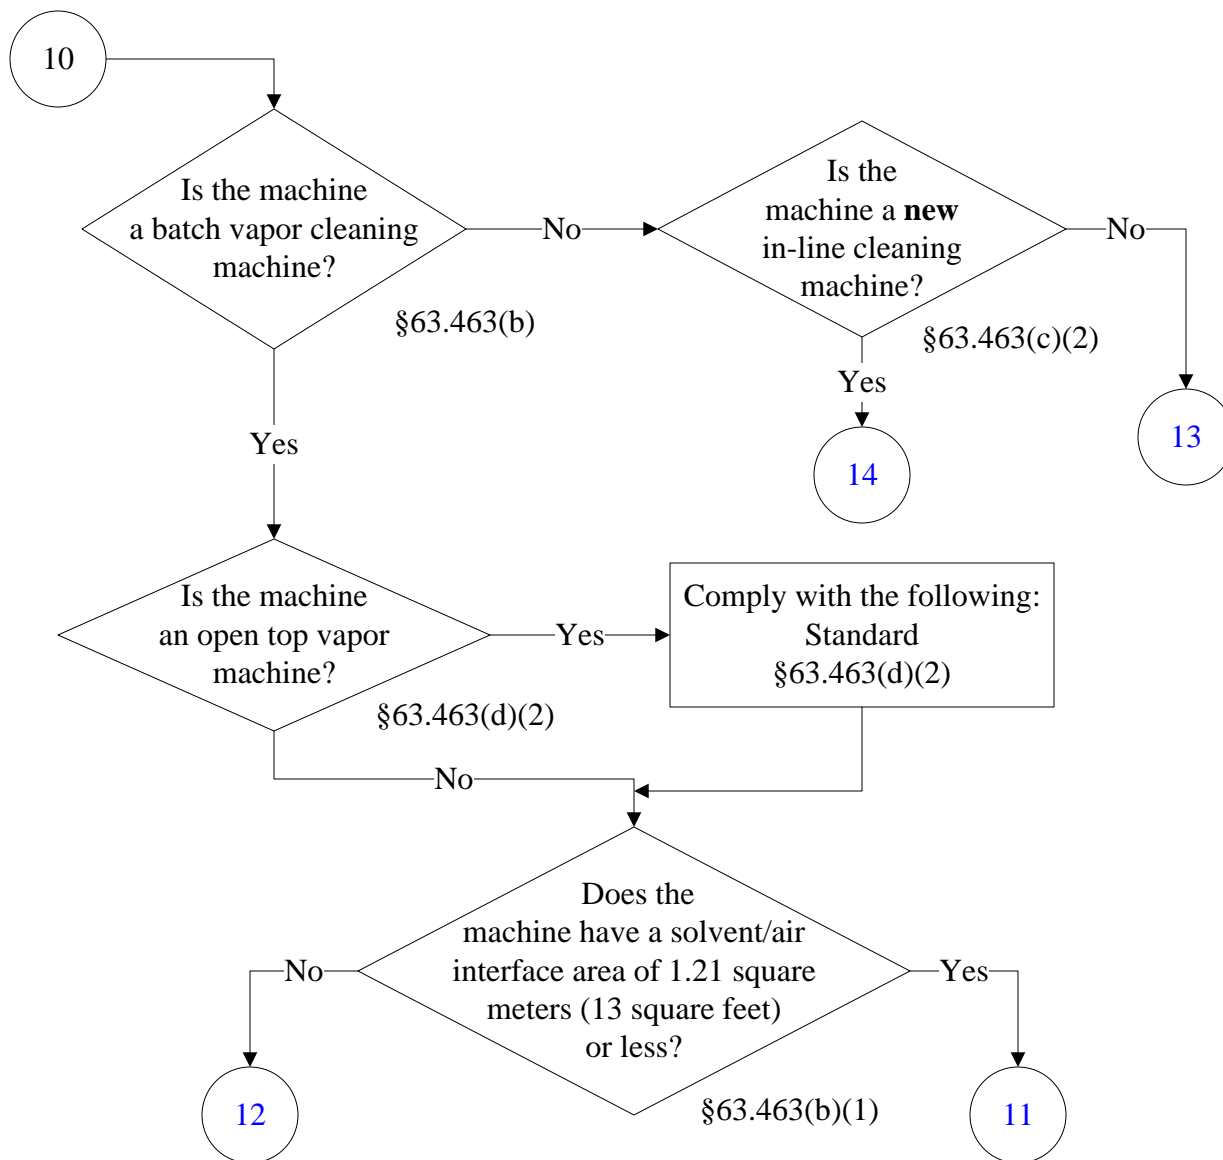 10
Is the machine
a batch vapor cleaning
machine?
§63.463(b)
No
Is the
machine a new
in-line cleaning
machine?
§63.463(c)(2)
No
13
Yes
14
Yes
Is the machine
an open top vapor
machine?
§63.463(d)(2)
Yes
Comply with the following:
Standard
§63.463(d)(2)
No
Does the
machine have a solvent/air
interface area of 1.21 square
meters (13 square feet)
or less?
§63.463(b)(1)
No
12
Yes
11